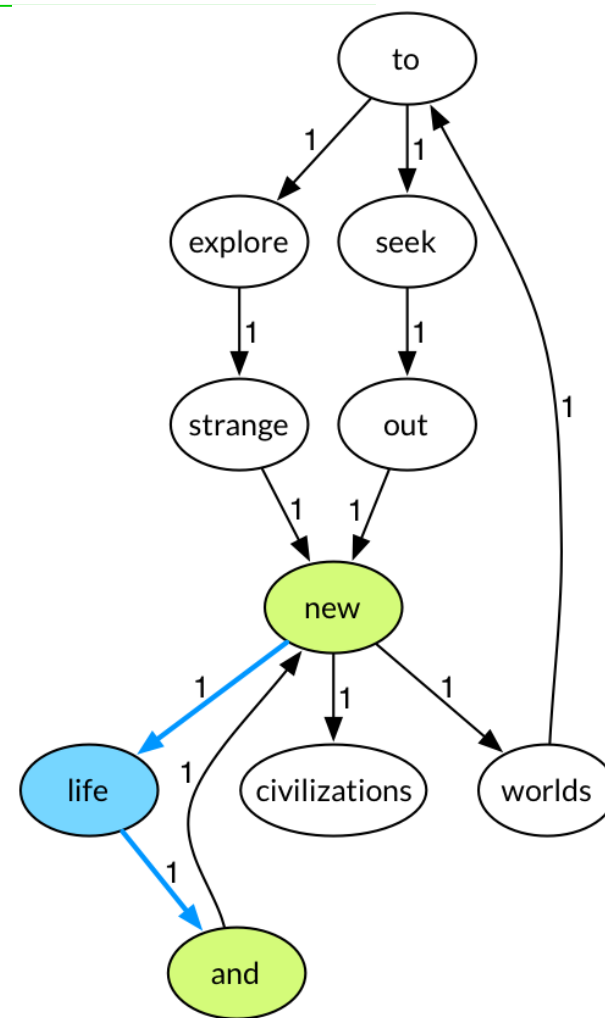 to
1
1
explore
seek
1
1
1
strange
out
1
1
new
1
1
1
life
civilizations
worlds
1
1
and